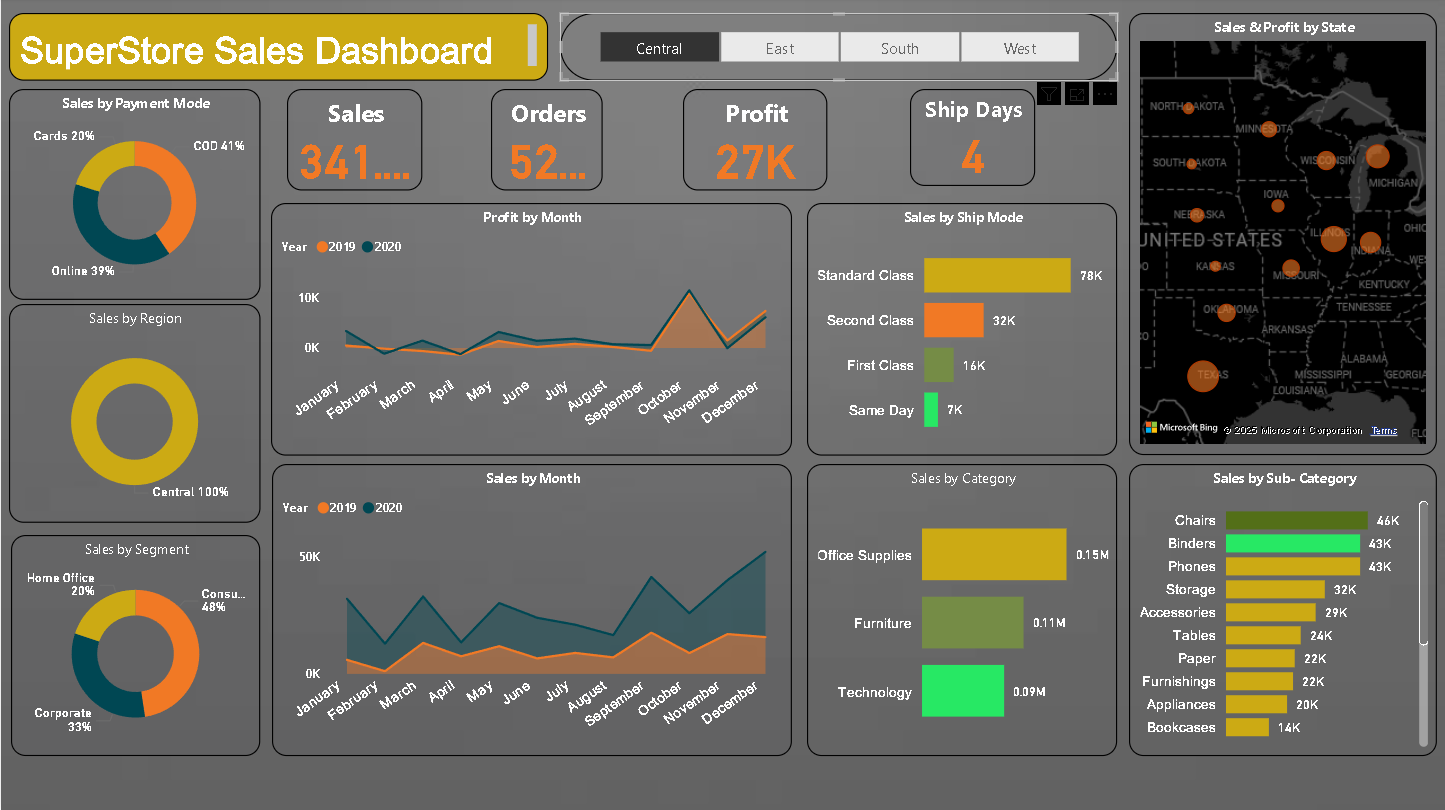 SuperStore Sales Dashboard
Central
East
South
West
Sales & Profit by State
NORTH DAKOTA
MINNESOTA
SOUTH DAKOTA
WISCONSIN
MICHIGAN
IOWA
NEBRASKA
UNITED STATES
ILLINOIS
INDIANA
OHIO
KANSAS
MISSOURI
KENTUCKY
OKLAHOMA
TENNESSEE
ARKANSAS
ALABAMA
TEXAS
MISSISSIPPI
GEORGIA
LOUISIANA
Microsoft Bing
© 2025 Microsoft Corporation
Terms
Sales by Payment Mode
Cards 20%
COD 41%
Online 39%
Sales
341....
Orders
52...
Profit
27K
Ship Days
4
Sales by Region
Central 100%
Profit by Month
Year
2019
2020
10K
0K
January
February
March
April
May
June
July
August
September
October
November
December
Sales by Ship Mode
Standard Class
78K
Second Class
32K
First Class
16K
Same Day
7K
Sales by Segment
Home Office
20%
Consu...
48%
Corporate
33%
Sales by Month
Year
2019
2020
50K
0K
January
February
March
April
May
June
July
August
September
October
November
December
Sales by Category
Office Supplies
0.15M
Furniture
0.11M
Technology
0.09M
Sales by Sub- Category
Chairs
46K
Binders
43K
Phones
43K
Storage
32K
Accessories
29K
Tables
24K
Paper
22K
Furnishings
22K
Appliances
20K
Bookcases
14K